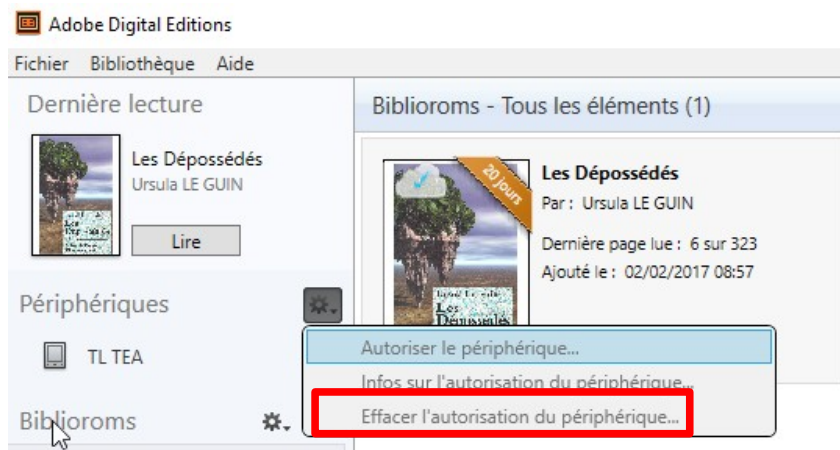 Adobe Digital Editions
Fichier Bibliothèque Aide
Dernière lecture
Les Dépossédés
Ursula LE GUIN
Lire
Périphériques
TL TEA
Biblioroms
Biblioroms - Tous les éléments (1)
20 jours
Les Dépossédés
Par : Ursula LE GUIN
Dernière page lue : 6 sur 323
Ajouté le : 02/02/2017 08:57
Les
Dépossédés
Autoriser le périphérique...
Infos sur l'autorisation du périphérique...
Effacer l'autorisation du périphérique...